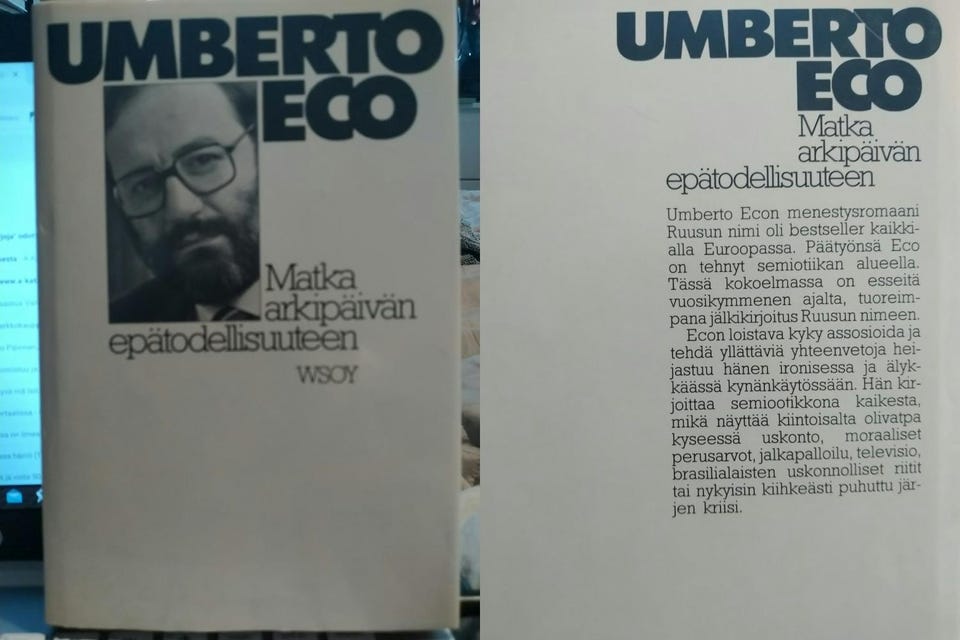 UMBERTO
ECO
Matka
arkipäivän
epätodellisuuteen
WSOY
UMBERTO
ECO
Matka
arkipäivän
epätodellisuuteen
Umberto Econ menestysromaani
Ruusun nimi oli bestseller kaikki-
alla Euroopassa. Päätyönsä Eco
on tehnyt semiotiikan alueella.
Tässä kokoelmassa on esseitä
vuosikymmenen ajalta, tuoreim-
pana jälkikirjoitus Ruusun nimeen.
Econ loistava kyky assosioida ja
tehdä yllättäviä yhteenvetoja hei-
jastuu hänen ironisessa ja älyk-
käässä kynänkäytössään. Hän kir-
joittaa semiootikkona kaikesta,
mikä näyttää kiintoisalta olivatpa
kyseessä uskonto, moraaliset
perusarvot, jalkapalloilu, televisio,
brasilialaisten uskonnolliset riitit
tai nykyisin kiihkeästi puhuttu jär-
jen kriisi.